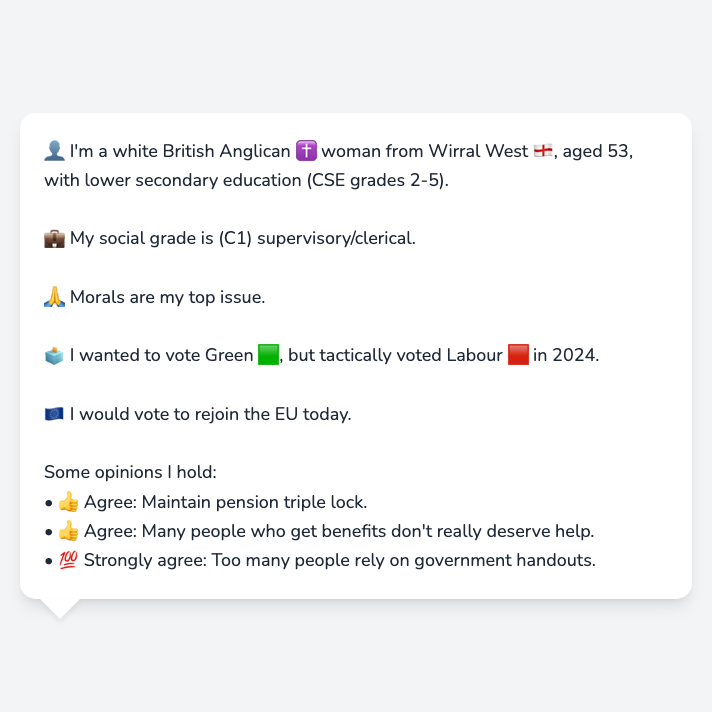 👤 I'm a white British Anglican ✝️ woman from Wirral West 🏴󠁧󠁢󠁥󠁮󠁧󠁿, aged 53,
with lower secondary education (CSE grades 2-5).
💼 My social grade is (C1) supervisory/clerical.
🙏 Morals are my top issue.
🗳️ I wanted to vote Green 🟩, but tactically voted Labour 🟥 in 2024.
🇪🇺 I would vote to rejoin the EU today.
Some opinions I hold:
• 👍 Agree: Maintain pension triple lock.
• 👍 Agree: Many people who get benefits don't really deserve help.
• 💯 Strongly agree: Too many people rely on government handouts.